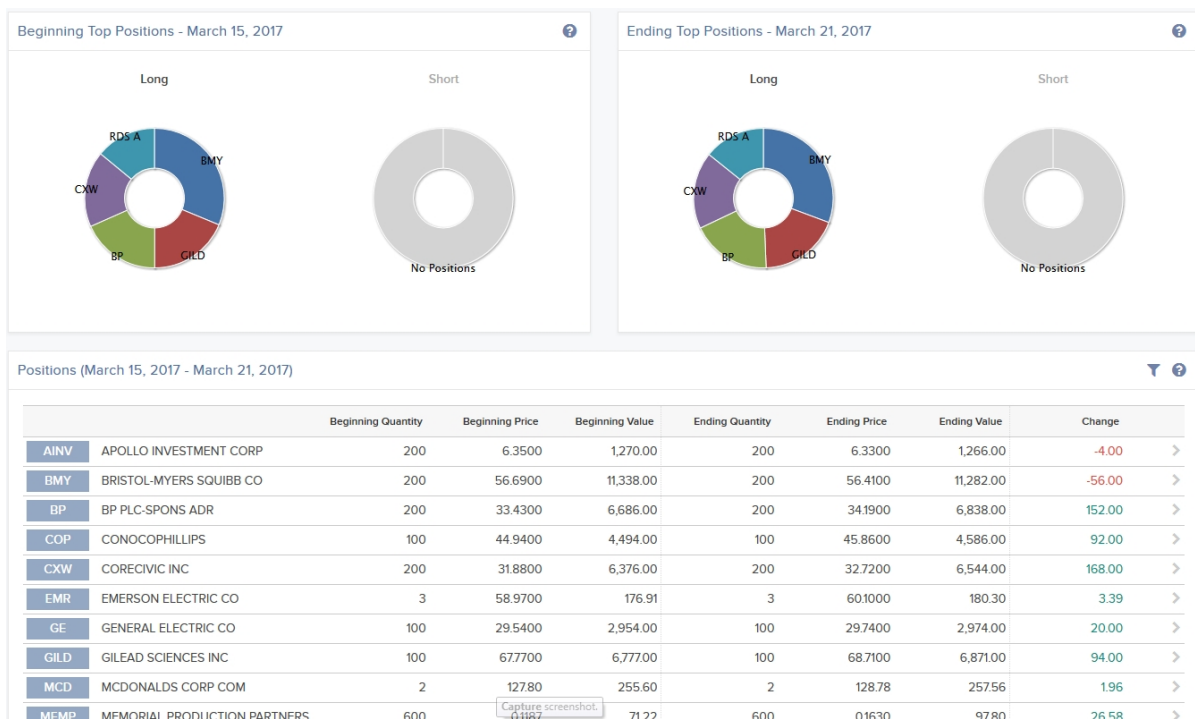 Beginning Top Positions - March 15, 2017
Long
Short
RDS A
BMY
CXW
BP
GILD
No Positions
Ending Top Positions - March 21, 2017
Long
Short
RDS A
BMY
CXW
BP
GILD
No Positions
Positions (March 15, 2017 - March 21, 2017)
Beginning Quantity Beginning Price Beginning Value Ending Quantity Ending Price Ending Value Change
AINV APOLLO INVESTMENT CORP 200 6.3500 1,270.00 200 6.3300 1,266.00 -4.00
BMY BRISTOL-MYERS SQUIBB CO 200 56.6900 11,338.00 200 56.4100 11,282.00 -56.00
BP BP PLC-SPONS ADR 200 33.4300 6,686.00 200 34.1900 6,838.00 152.00
COP CONOCOPHILLIPS 100 44.9400 4,494.00 100 45.8600 4,586.00 92.00
CXW CORECIVIC INC 200 31.8800 6,376.00 200 32.7200 6,544.00 168.00
EMR EMERSON ELECTRIC CO 3 58.9700 176.91 3 60.1000 180.30 3.39
GE GENERAL ELECTRIC CO 100 29.5400 2,954.00 100 29.7400 2,974.00 20.00
GILD GILEAD SCIENCES INC 100 67.7700 6,777.00 100 68.7100 6,871.00 94.00
MCD MCDONALDS CORP COM 2 127.80 255.60 2 128.78 257.56 1.96
Capture screenshot.
MEMP MEMORIAL PRODUCTION PARTNERS 600 0.1187 71.22 600 0.1630 97.80 26.58